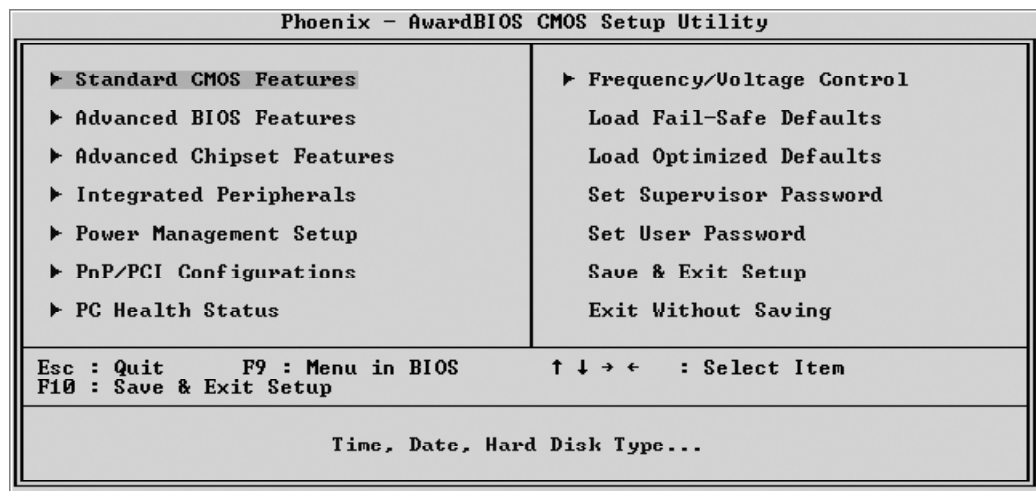 Phoenix - AwardBIOS CMOS Setup Utility
▶ Standard CMOS Features
▶ Advanced BIOS Features
▶ Advanced Chipset Features
▶ Integrated Peripherals
▶ Power Management Setup
▶ PnP/PCI Configurations
▶ PC Health Status
▶ Frequency/Voltage Control
Load Fail-Safe Defaults
Load Optimized Defaults
Set Supervisor Password
Set User Password
Save & Exit Setup
Exit Without Saving
Esc : Quit F9 : Menu in BIOS ↑ ↓ → ← : Select Item
F10 : Save & Exit Setup
Time, Date, Hard Disk Type...